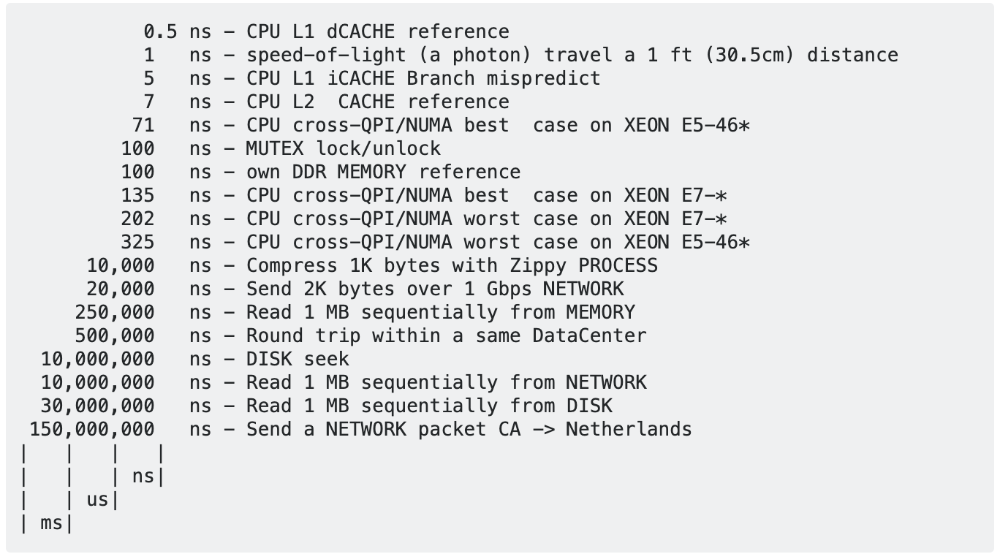 0.5 ns – CPU L1 dCACHE reference
           1   ns – speed-of-light (a photon) travel a 1 ft (30.5cm) distance
           5   ns – CPU L1 iCACHE Branch mispredict
           7   ns – CPU L2  CACHE reference
          71   ns – CPU cross-QPI/NUMA best  case on XEON E5-46*
         100   ns – MUTEX lock/unlock
         100   ns – own DDR MEMORY reference
         135   ns – CPU cross-QPI/NUMA best  case on XEON E7-*
         202   ns – CPU cross-QPI/NUMA worst case on XEON E7-*
         325   ns – CPU cross-QPI/NUMA worst case on XEON E5-46*
      10,000   ns – Compress 1K bytes with Zippy PROCESS
      20,000   ns – Send 2K bytes over 1 Gbps NETWORK
     250,000   ns – Read 1 MB sequentially from MEMORY
     500,000   ns – Round trip within a same DataCenter
  10,000,000   ns – DISK seek
  10,000,000   ns – Read 1 MB sequentially from NETWORK
  30,000,000   ns – Read 1 MB sequentially from DISK
 150,000,000   ns – Send a NETWORK packet CA -> Netherlands
|   |   |   |
|   |   | ns|
|   | us|
| ms|